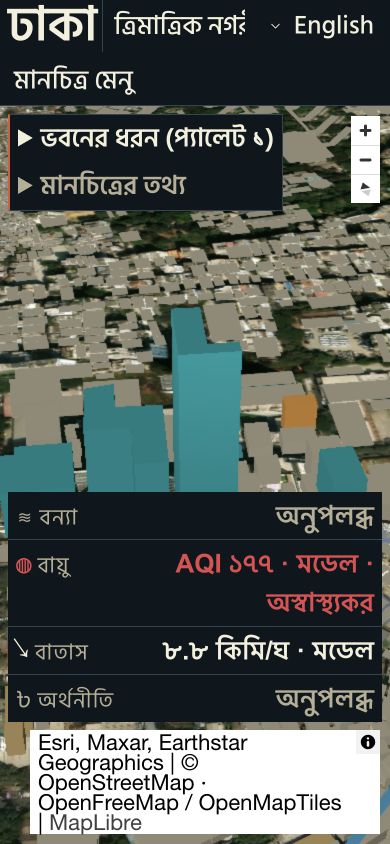 ঢাকা ত্রিমাত্রিক English
মানচিত্র মেনু
▶ ভবনের ধরন (প্যালেট ১)
▶ মানচিত্রের তথ্য
+
−
≋ বন্যা অনুপলব্ধ
বায়ু AQI ১৭৭ · মডেল ·
অস্বাস্থ্যকর
↘ বাতাস ৮.৮ কিমি/ঘ · মডেল
৳ অর্থনীতি অনুপলব্ধ
Esri, Maxar, Earthstar
Geographics | ©
OpenStreetMap ·
OpenFreeMap / OpenMapTiles
| MapLibre